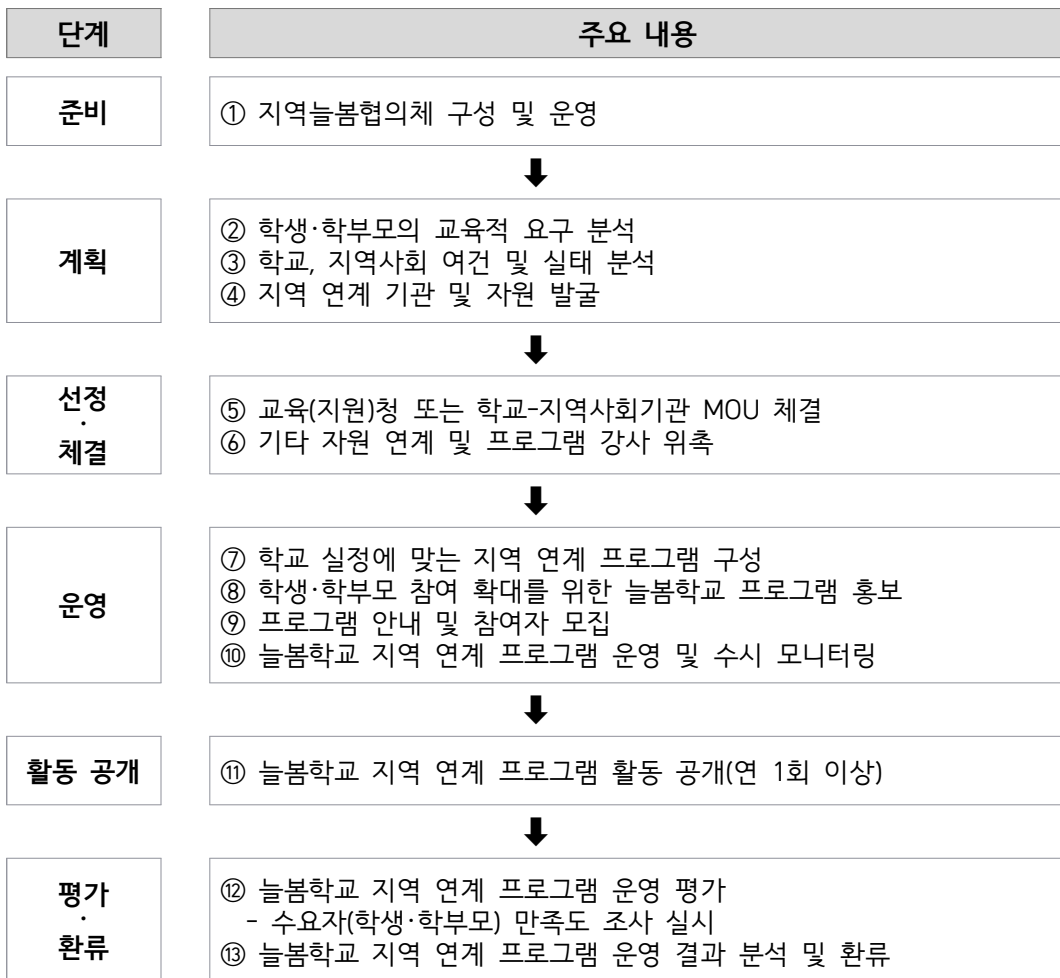 단계
주요 내용
준비
① 지역늘봄협의체 구성 및 운영
계획
② 학생·학부모의 교육적 요구 분석
③ 학교, 지역사회 여건 및 실태 분석
④ 지역 연계 기관 및 자원 발굴
선정
·
체결
⑤ 교육(지원)청 또는 학교-지역사회기관 MOU 체결
⑥ 기타 자원 연계 및 프로그램 강사 위촉
운영
⑦ 학교 실정에 맞는 지역 연계 프로그램 구성
⑧ 학생·학부모 참여 확대를 위한 늘봄학교 프로그램 홍보
⑨ 프로그램 안내 및 참여자 모집
⑩ 늘봄학교 지역 연계 프로그램 운영 및 수시 모니터링
활동 공개
⑪ 늘봄학교 지역 연계 프로그램 활동 공개(연 1회 이상)
평가
·
환류
⑫ 늘봄학교 지역 연계 프로그램 운영 평가
- 수요자(학생·학부모) 만족도 조사 실시
⑬ 늘봄학교 지역 연계 프로그램 운영 결과 분석 및 환류